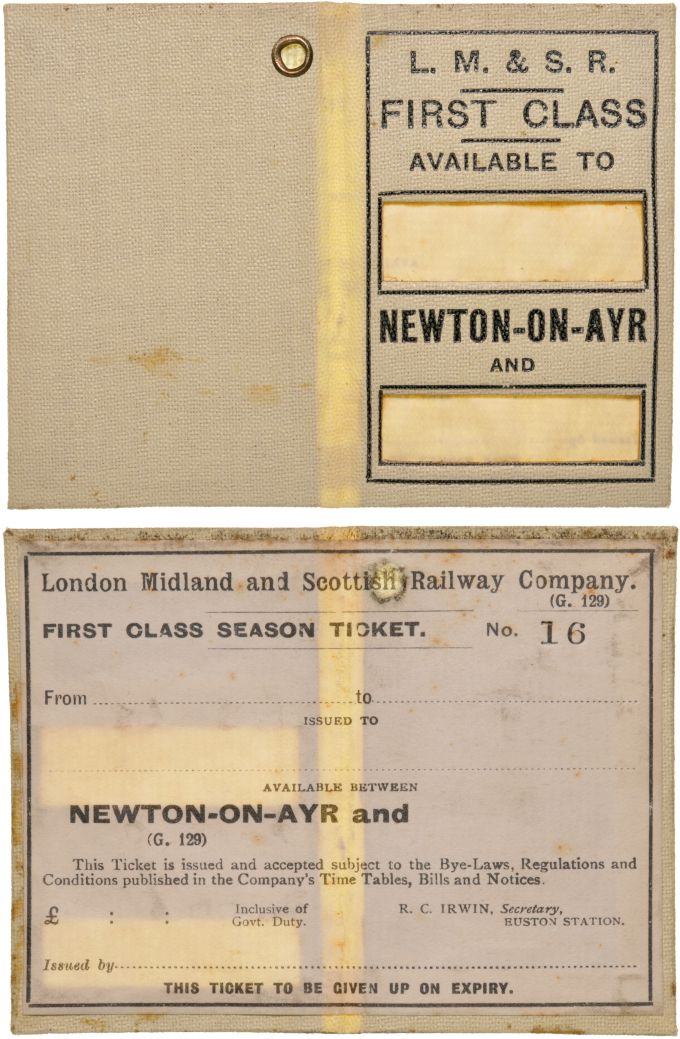 L. M. & S. R.
FIRST CLASS
AVAILABLE TO
NEWTON-ON-AYR
AND
London Midland and Scottish Railway Company.
(G. 129)
FIRST CLASS SEASON TICKET. No. 16
From to
ISSUED TO
AVAILABLE BETWEEN
NEWTON-ON-AYR and
(G. 129)
This Ticket is issued and accepted subject to the Bye-Laws, Regulations and
Conditions published in the Company's Time Tables, Bills and Notices.
£ : : Inclusive of R. C. IRWIN, Secretary,
Govt. Duty. EUSTON STATION.
Issued by
THIS TICKET TO BE GIVEN UP ON EXPIRY.